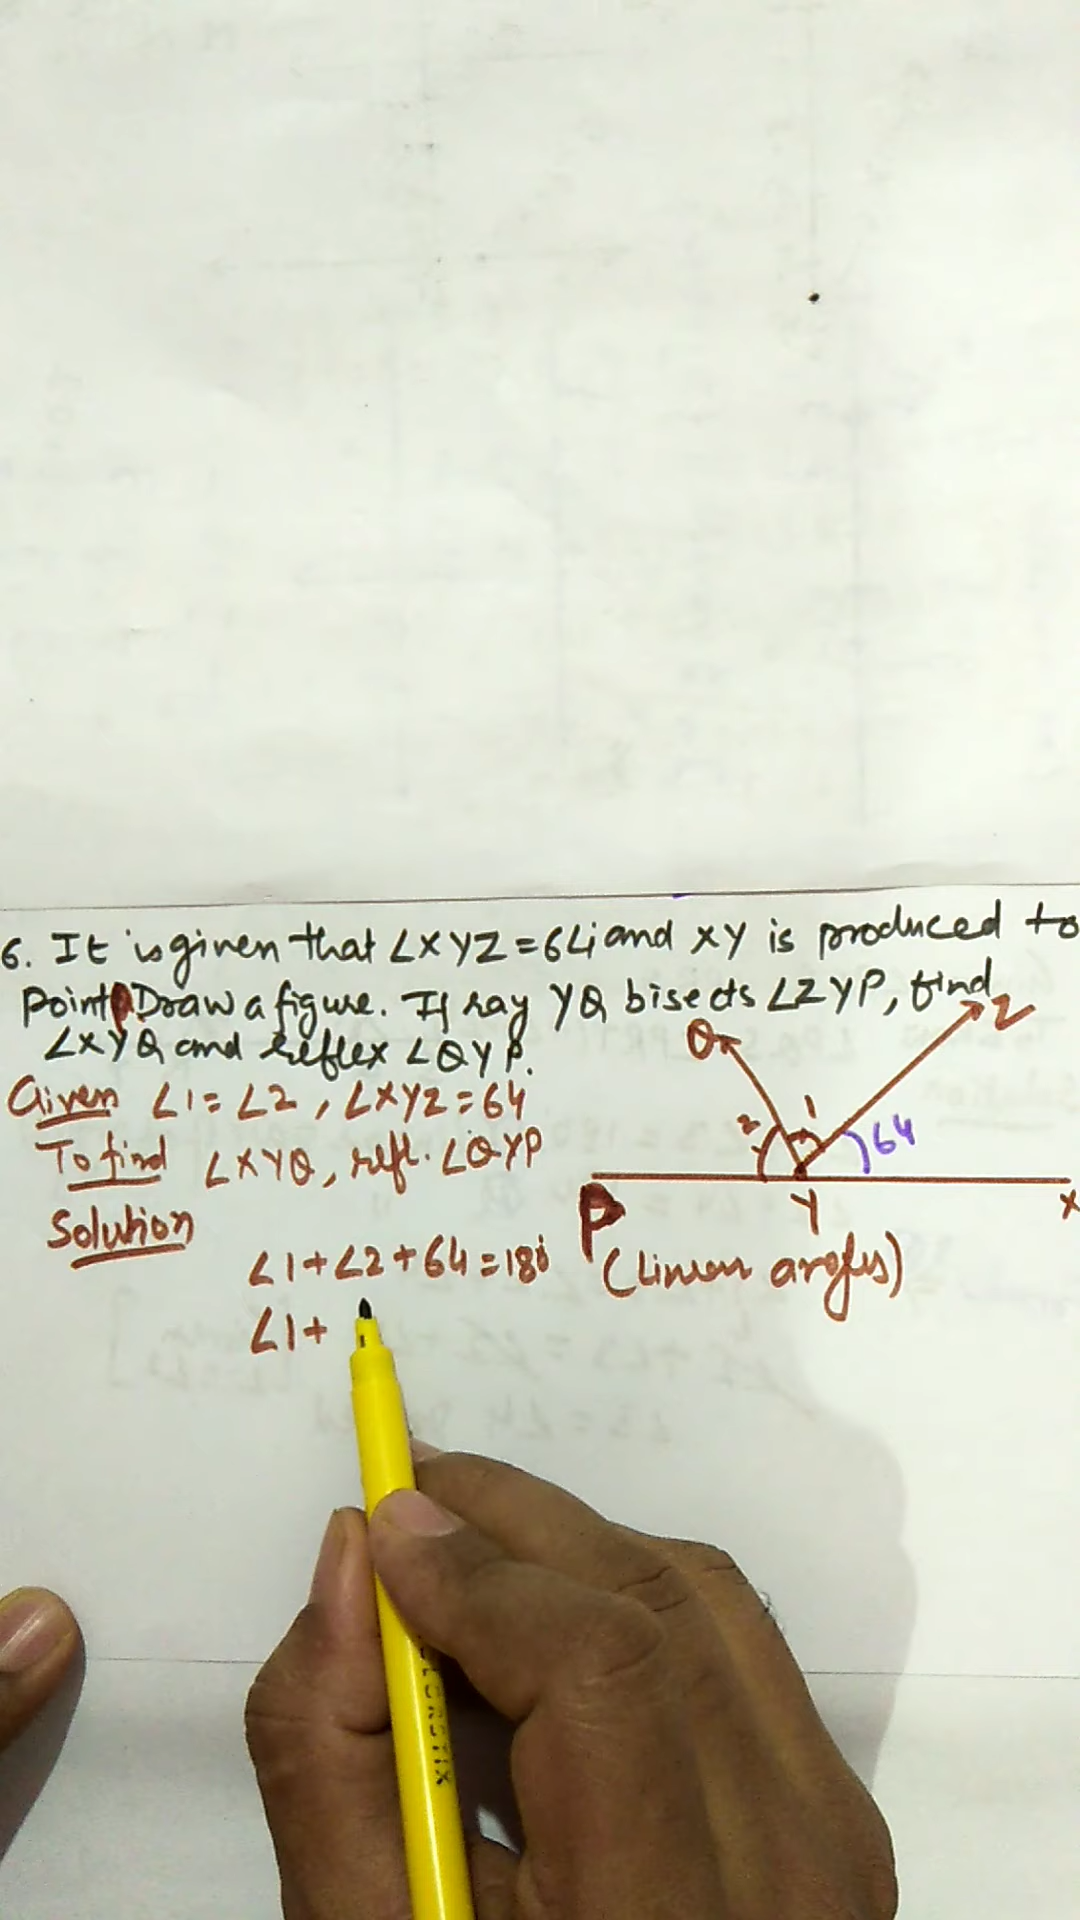 6. It is given that ∠XYZ = 64 and XY is produced to
point P Draw a figure. If ray YQ bisects ∠ZYP, find
∠XYQ and reflex ∠QYP.
Given ∠1 = ∠2, ∠XYZ = 64
To find ∠XYQ, refl. ∠QYP
Solution
∠1 + ∠2 + 64 = 180 (Linear angles)
∠1 +
Q
Z
2
1
64
P
Y
X